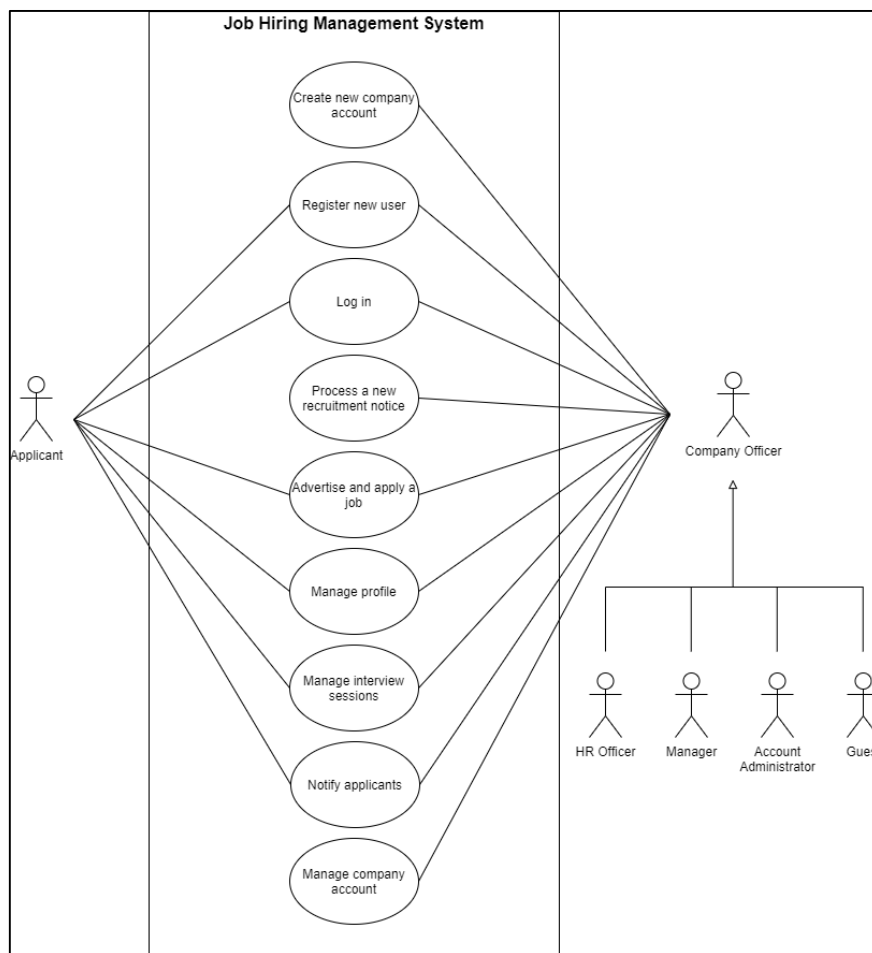 Job Hiring Management System
Create new company
account
Register new user
Log in
Process a new
recruitment notice
Applicant
Company Officer
Advertise and apply a
job
Manage profile
Manage interview
sessions
HR Officer
Manager
Account
Administrator
Gues
Notify applicants
Manage company
account